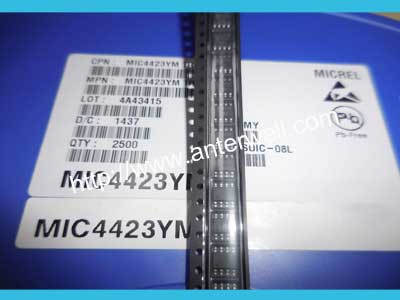 CPN: MIC4423YM
MICREL
MPN: MIC4423YM
LOT: 4A43415
D/C: 1437
MY
Pb
Pb-Free
QTY: 2500
SOIC-08L
http://www.anterwell.com
MIC4423YM
MIC4423YM